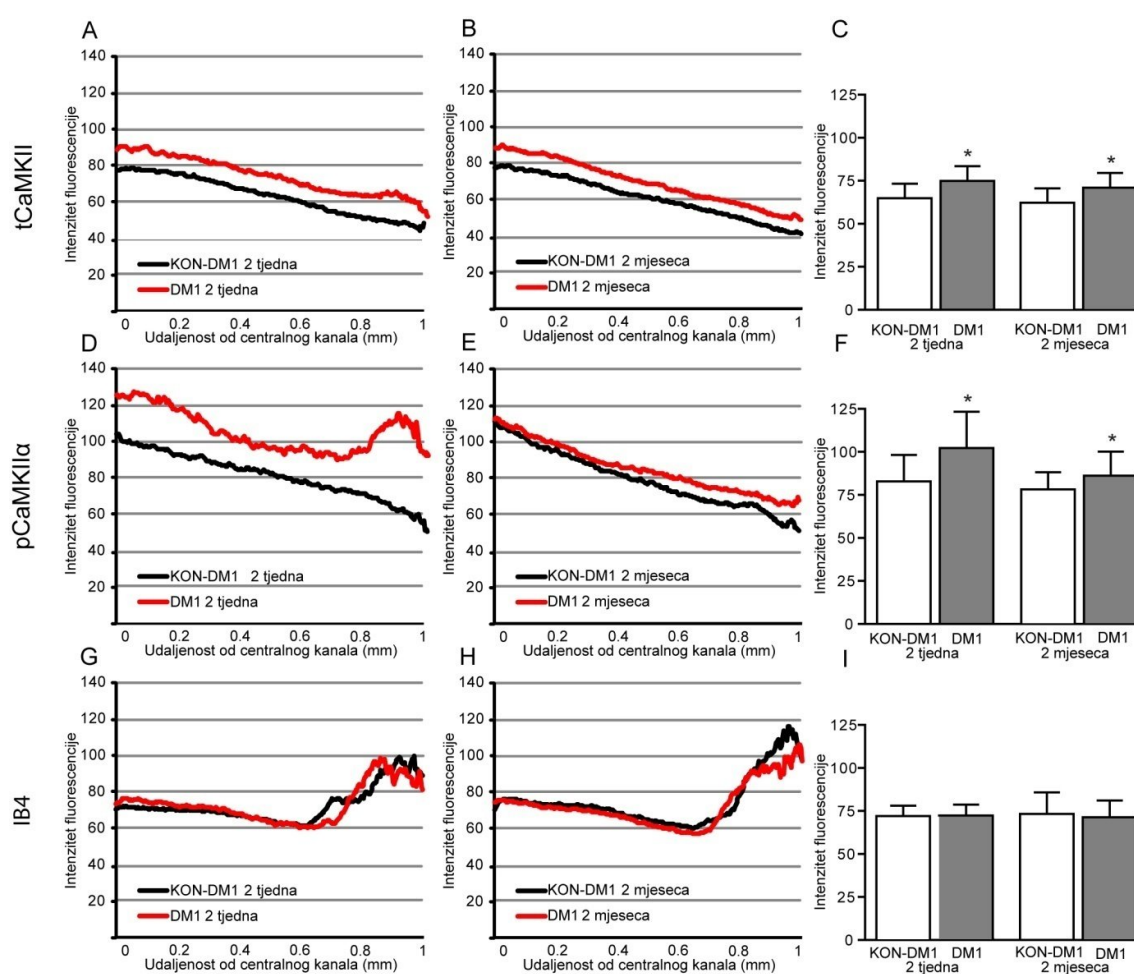 A
tCaMKII
Intenzitet fluorescencije
140
120
100
80
60
40
20
KON-DM1 2 tjedna
DM1 2 tjedna
0 0.2 0.4 0.6 0.8 1
Udaljenost od centralnog kanala (mm)
B
Intenzitet fluorescencije
140
120
100
80
60
40
20
KON-DM1 2 mjeseca
DM1 2 mjeseca
0 0.2 0.4 0.6 0.8 1
Udaljenost od centralnog kanala (mm)
C
Intenzitet fluorescencije
125
100
75
50
25
0
* *
KON-DM1 DM1 KON-DM1 DM1
2 tjedna 2 mjeseca
D
pCaMKIIα
Intenzitet fluorescencije
140
120
100
80
60
40
20
KON-DM1 2 tjedna
DM1 2 tjedna
0 0.2 0.4 0.6 0.8 1
Udaljenost od centralnog kanala (mm)
E
Intenzitet fluorescencije
140
120
100
80
60
40
20
KON-DM1 2 mjeseca
DM1 2 mjeseca
0 0.2 0.4 0.6 0.8 1
Udaljenost od centralnog kanala (mm)
F
Intenzitet fluorescencije
125
100
75
50
25
0
* *
KON-DM1 DM1 KON-DM1 DM1
2 tjedna 2 mjeseca
G
IB4
Intenzitet fluorescencije
140
120
100
80
60
40
20
KON-DM1 2 tjedna
DM1 2 tjedna
0 0.2 0.4 0.6 0.8 1
Udaljenost od centralnog kanala (mm)
H
Intenzitet fluorescencije
140
120
100
80
60
40
20
KON-DM1 2 mjeseca
DM1 2 mjeseca
0 0.2 0.4 0.6 0.8 1
Udaljenost od centralnog kanala (mm)
I
Intenzitet fluorescencije
125
100
75
50
25
0
KON-DM1 DM1 KON-DM1 DM1
2 tjedna 2 mjeseca